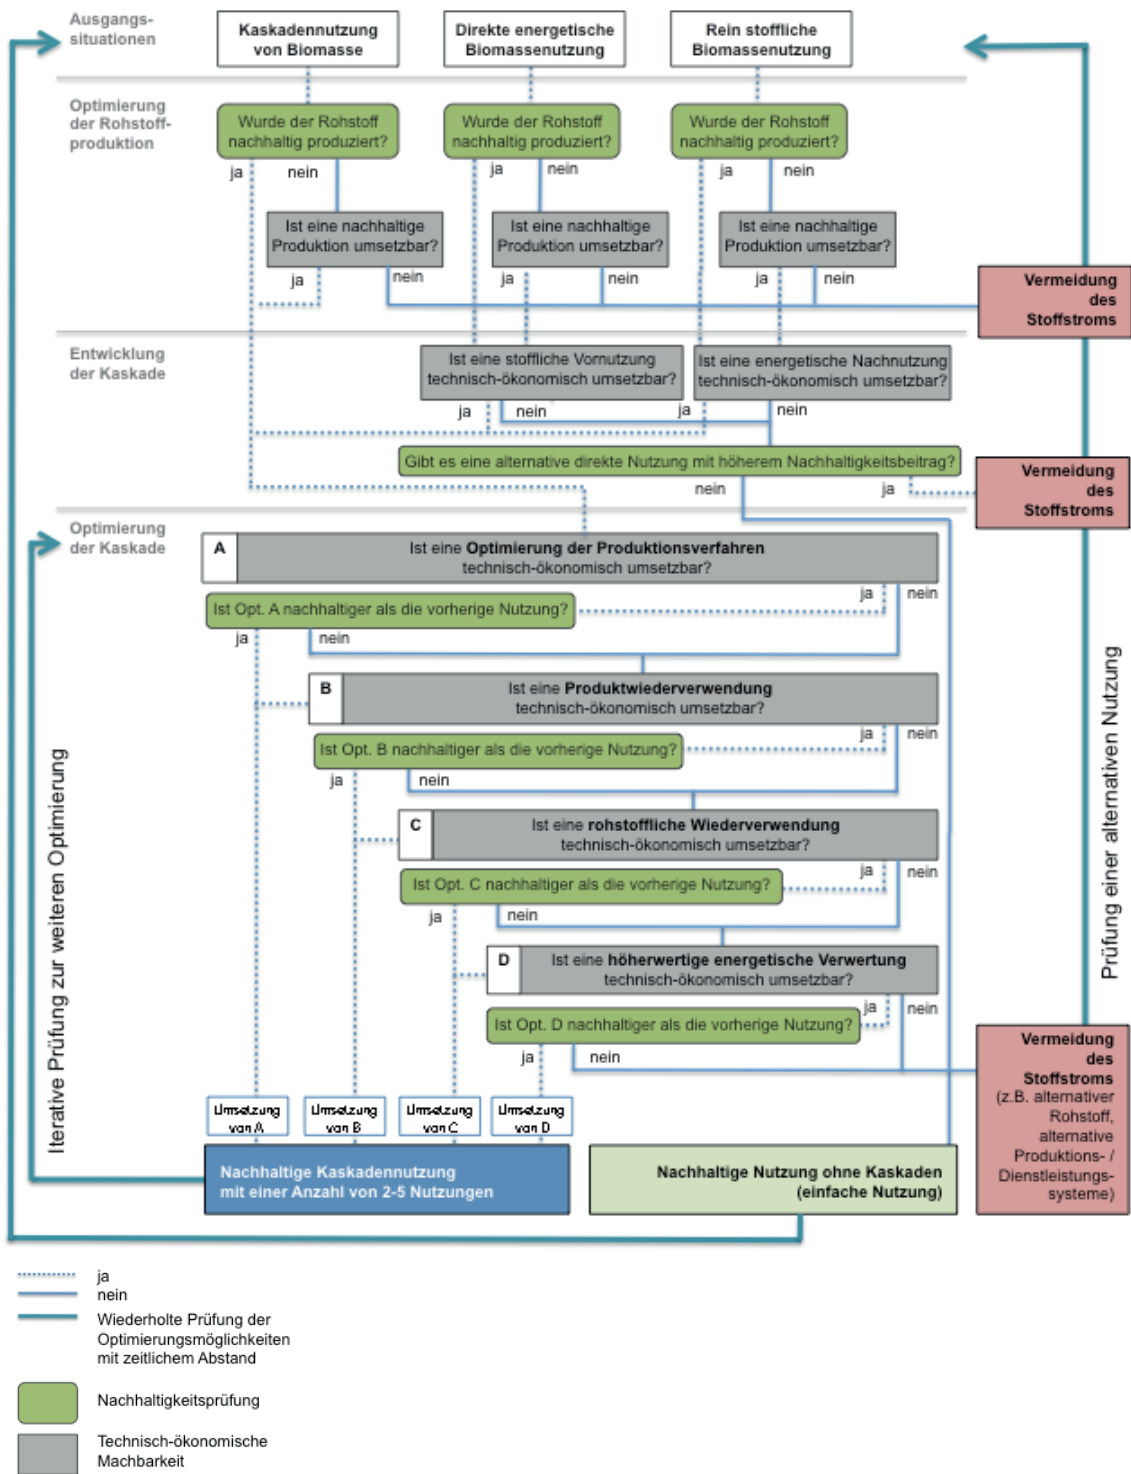 Ausgangs-
situationen
Kaskadennutzung
von Biomasse
Direkte energetische
Biomassenutzung
Rein stoffliche
Biomassenutzung
Optimierung
der Rohstoff-
produktion
Wurde der Rohstoff
nachhaltig produziert?
Wurde der Rohstoff
nachhaltig produziert?
Wurde der Rohstoff
nachhaltig produziert?
ja
nein
ja
nein
ja
nein
Ist eine nachhaltige
Produktion umsetzbar?
Ist eine nachhaltige
Produktion umsetzbar?
Ist eine nachhaltige
Produktion umsetzbar?
ja
nein
ja
nein
ja
nein
Vermeidung
des
Stoffstroms
Entwicklung
der Kaskade
Ist eine stoffliche Vornutzung
technisch-ökonomisch umsetzbar?
Ist eine energetische Nachnutzung
technisch-ökonomisch umsetzbar?
ja
nein
ja
nein
Gibt es eine alternative direkte Nutzung mit höherem Nachhaltigkeitsbeitrag?
nein
ja
Vermeidung
des
Stoffstroms
Optimierung
der Kaskade
A
Ist eine Optimierung der Produktionsverfahren
technisch-ökonomisch umsetzbar?
ja
nein
Ist Opt. A nachhaltiger als die vorherige Nutzung?
ja
nein
B
Ist eine Produktwiederverwendung
technisch-ökonomisch umsetzbar?
ja
nein
Ist Opt. B nachhaltiger als die vorherige Nutzung?
ja
nein
C
Ist eine rohstoffliche Wiederverwendung
technisch-ökonomisch umsetzbar?
ja
nein
Ist Opt. C nachhaltiger als die vorherige Nutzung?
ja
nein
D
Ist eine höherwertige energetische Verwertung
technisch-ökonomisch umsetzbar?
ja
nein
Ist Opt. D nachhaltiger als die vorherige Nutzung?
ja
nein
Vermeidung
des
Stoffstroms
(z.B. alternativer
Rohstoff,
alternative
Produktions- /
Dienstleistungs-
systeme)
Iterative Prüfung zur weiteren Optimierung
Prüfung einer alternativen Nutzung
Umsetzung
von A
Umsetzung
von B
Umsetzung
von C
Umsetzung
von D
Nachhaltige Kaskadennutzung
mit einer Anzahl von 2-5 Nutzungen
Nachhaltige Nutzung ohne Kaskaden
(einfache Nutzung)
ja
nein
Wiederholte Prüfung der
Optimierungsmöglichkeiten
mit zeitlichem Abstand
Nachhaltigkeitsprüfung
Technisch-ökonomische
Machbarkeit